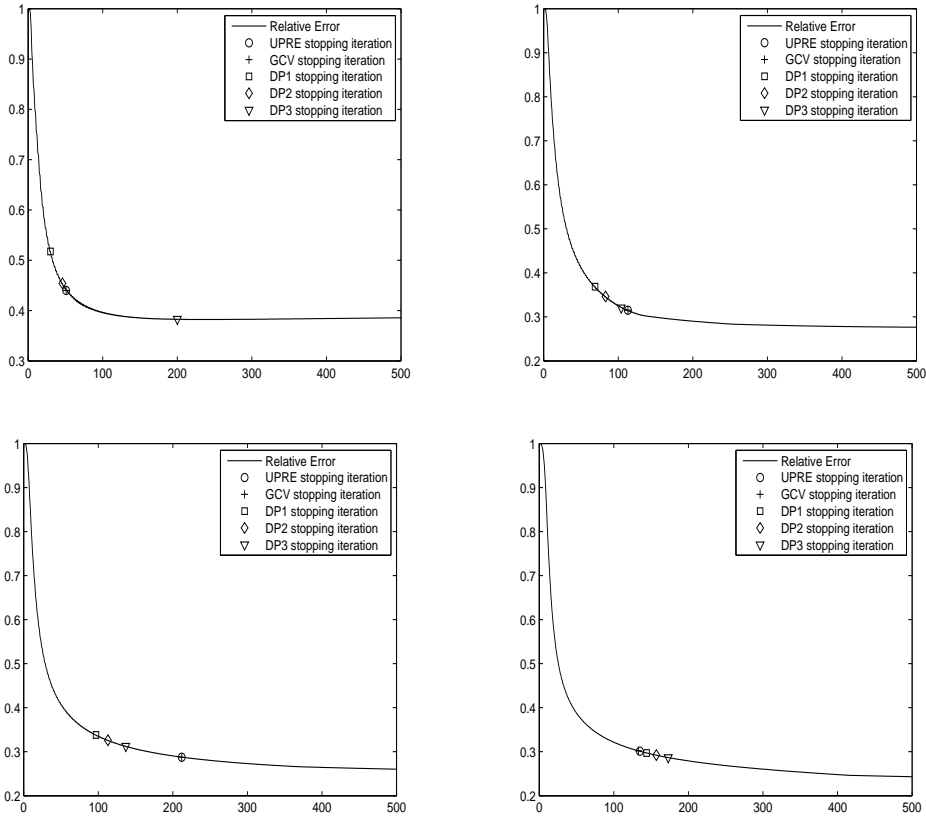 1
0.9
0.8
0.7
0.6
0.5
0.4
0.3
0 100 200 300 400 500
Relative Error
UPRE stopping iteration
GCV stopping iteration
DP1 stopping iteration
DP2 stopping iteration
DP3 stopping iteration
1
0.9
0.8
0.7
0.6
0.5
0.4
0.3
0.2
0 100 200 300 400 500
Relative Error
UPRE stopping iteration
GCV stopping iteration
DP1 stopping iteration
DP2 stopping iteration
DP3 stopping iteration
1
0.9
0.8
0.7
0.6
0.5
0.4
0.3
0.2
0 100 200 300 400 500
Relative Error
UPRE stopping iteration
GCV stopping iteration
DP1 stopping iteration
DP2 stopping iteration
DP3 stopping iteration
1
0.9
0.8
0.7
0.6
0.5
0.4
0.3
0.2
0 100 200 300 400 500
Relative Error
UPRE stopping iteration
GCV stopping iteration
DP1 stopping iteration
DP2 stopping iteration
DP3 stopping iteration